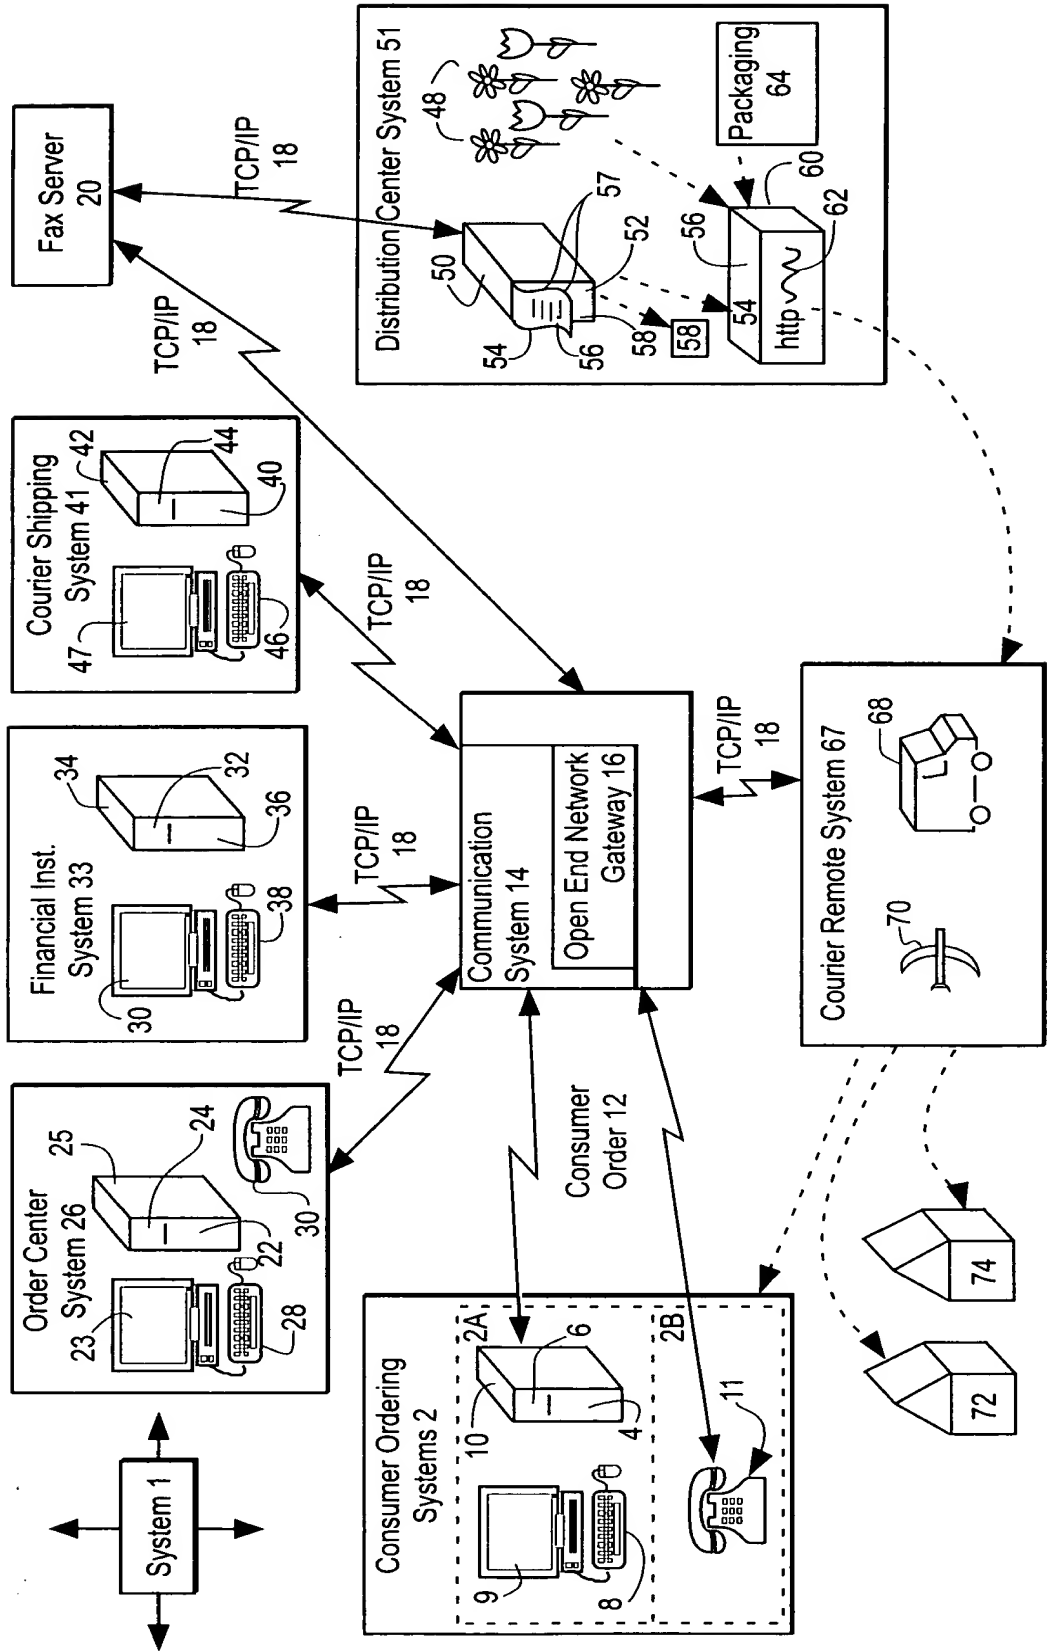 System 1
Order Center
System 26
25
24
23
22
28
30
Financial Inst.
System 33
34
32
36
30
38
Courier Shipping
System 41
42
44
40
47
46
Fax Server
20
TCP/IP
18
TCP/IP
18
TCP/IP
18
TCP/IP
18
TCP/IP
18
TCP/IP
18
Communication
System 14
Open End Network
Gateway 16
Consumer
Order 12
Consumer Ordering
Systems 2
2A
10
6
4
9
8
2B
11
Distribution Center System 51
48
50
57
52
54
56
58
58
Packaging
64
60
56
54
http
62
Courier Remote System 67
70
68
72
74